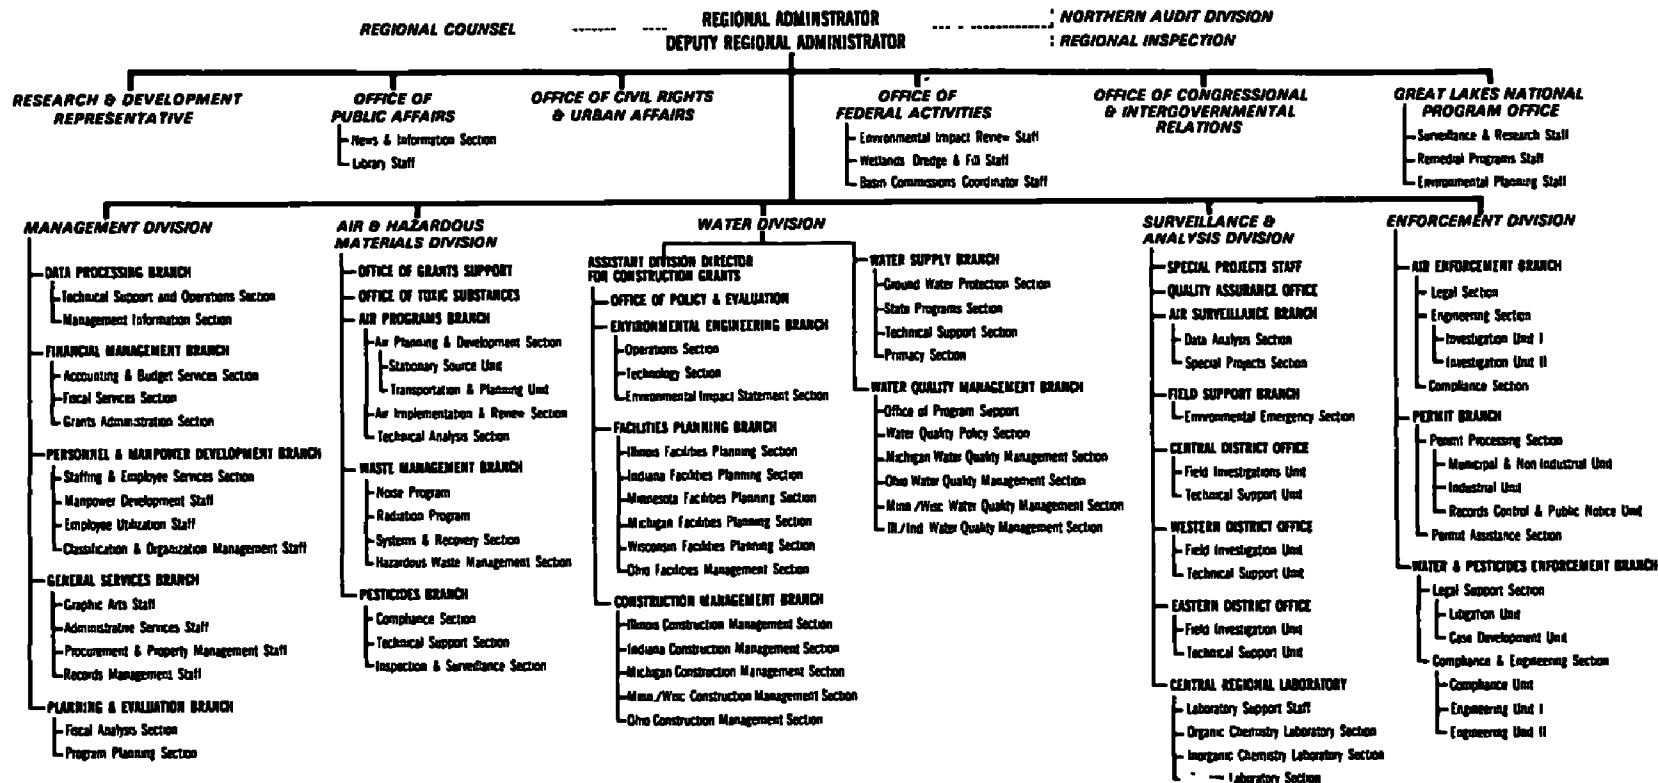 REGIONAL COUNSEL
REGIONAL ADMINISTRATOR
DEPUTY REGIONAL ADMINISTRATOR
NORTHERN AUDIT DIVISION
REGIONAL INSPECTION
RESEARCH & DEVELOPMENT
REPRESENTATIVE
OFFICE OF
PUBLIC AFFAIRS
News & Information Section
Library Staff
OFFICE OF CIVIL RIGHTS
& URBAN AFFAIRS
OFFICE OF
FEDERAL ACTIVITIES
Environmental Impact Review Staff
Wetlands Dredge & Fill Staff
Basin Commissions Coordinator Staff
OFFICE OF CONGRESSIONAL
& INTERGOVERNMENTAL
RELATIONS
GREAT LAKES NATIONAL
PROGRAM OFFICE
Surveillance & Research Staff
Remedial Programs Staff
Environmental Planning Staff
MANAGEMENT DIVISION
DATA PROCESSING BRANCH
Technical Support and Operations Section
Management Information Section
FINANCIAL MANAGEMENT BRANCH
Accounting & Budget Services Section
Fiscal Services Section
Grants Administration Section
PERSONNEL & MANPOWER DEVELOPMENT BRANCH
Staffing & Employee Services Section
Manpower Development Staff
Employee Utilization Staff
Classification & Organization Management Staff
GENERAL SERVICES BRANCH
Graphic Arts Staff
Administrative Services Staff
Procurement & Property Management Staff
Records Management Staff
PLANNING & EVALUATION BRANCH
Fiscal Analysis Section
Program Planning Section
AIR & HAZARDOUS
MATERIALS DIVISION
OFFICE OF GRANTS SUPPORT
OFFICE OF TOXIC SUBSTANCES
AIR PROGRAMS BRANCH
Air Planning & Development Section
Stationary Source Unit
Transportation & Planning Unit
Air Implementation & Review Section
Technical Analysis Section
WASTE MANAGEMENT BRANCH
Noise Program
Radiation Program
Systems & Recovery Section
Hazardous Waste Management Section
PESTICIDES BRANCH
Compliance Section
Technical Support Section
Inspection & Surveillance Section
WATER DIVISION
ASSISTANT DIVISION DIRECTOR
FOR CONSTRUCTION GRANTS
OFFICE OF POLICY & EVALUATION
ENVIRONMENTAL ENGINEERING BRANCH
Operations Section
Technology Section
Environmental Impact Statement Section
FACILITIES PLANNING BRANCH
Illinois Facilities Planning Section
Indiana Facilities Planning Section
Minnesota Facilities Planning Section
Michigan Facilities Planning Section
Wisconsin Facilities Planning Section
Ohio Facilities Management Section
CONSTRUCTION MANAGEMENT BRANCH
Illinois Construction Management Section
Indiana Construction Management Section
Michigan Construction Management Section
Minn./Wisc Construction Management Section
Ohio Construction Management Section
WATER SUPPLY BRANCH
Ground Water Protection Section
State Programs Section
Technical Support Section
Primacy Section
WATER QUALITY MANAGEMENT BRANCH
Office of Program Support
Water Quality Policy Section
Michigan Water Quality Management Section
Ohio Water Quality Management Section
Minn /Wisc Water Quality Management Section
Ill./Ind Water Quality Management Section
SURVEILLANCE &
ANALYSIS DIVISION
SPECIAL PROJECTS STAFF
QUALITY ASSURANCE OFFICE
AIR SURVEILLANCE BRANCH
Data Analysis Section
Special Projects Section
FIELD SUPPORT BRANCH
Environmental Emergency Section
CENTRAL DISTRICT OFFICE
Field Investigations Unit
Technical Support Unit
WESTERN DISTRICT OFFICE
Field Investigation Unit
Technical Support Unit
EASTERN DISTRICT OFFICE
Field Investigation Unit
Technical Support Unit
CENTRAL REGIONAL LABORATORY
Laboratory Support Staff
Organic Chemistry Laboratory Section
Inorganic Chemistry Laboratory Section
Laboratory Section
ENFORCEMENT DIVISION
AIR ENFORCEMENT BRANCH
Legal Section
Engineering Section
Investigation Unit I
Investigation Unit II
Compliance Section
PERMIT BRANCH
Permit Processing Section
Municipal & Non Industrial Unit
Industrial Unit
Records Control & Public Notice Unit
Permit Assistance Section
WATER & PESTICIDES ENFORCEMENT BRANCH
Legal Support Section
Litigation Unit
Case Development Unit
Compliance & Engineering Section
Compliance Unit
Engineering Unit I
Engineering Unit II